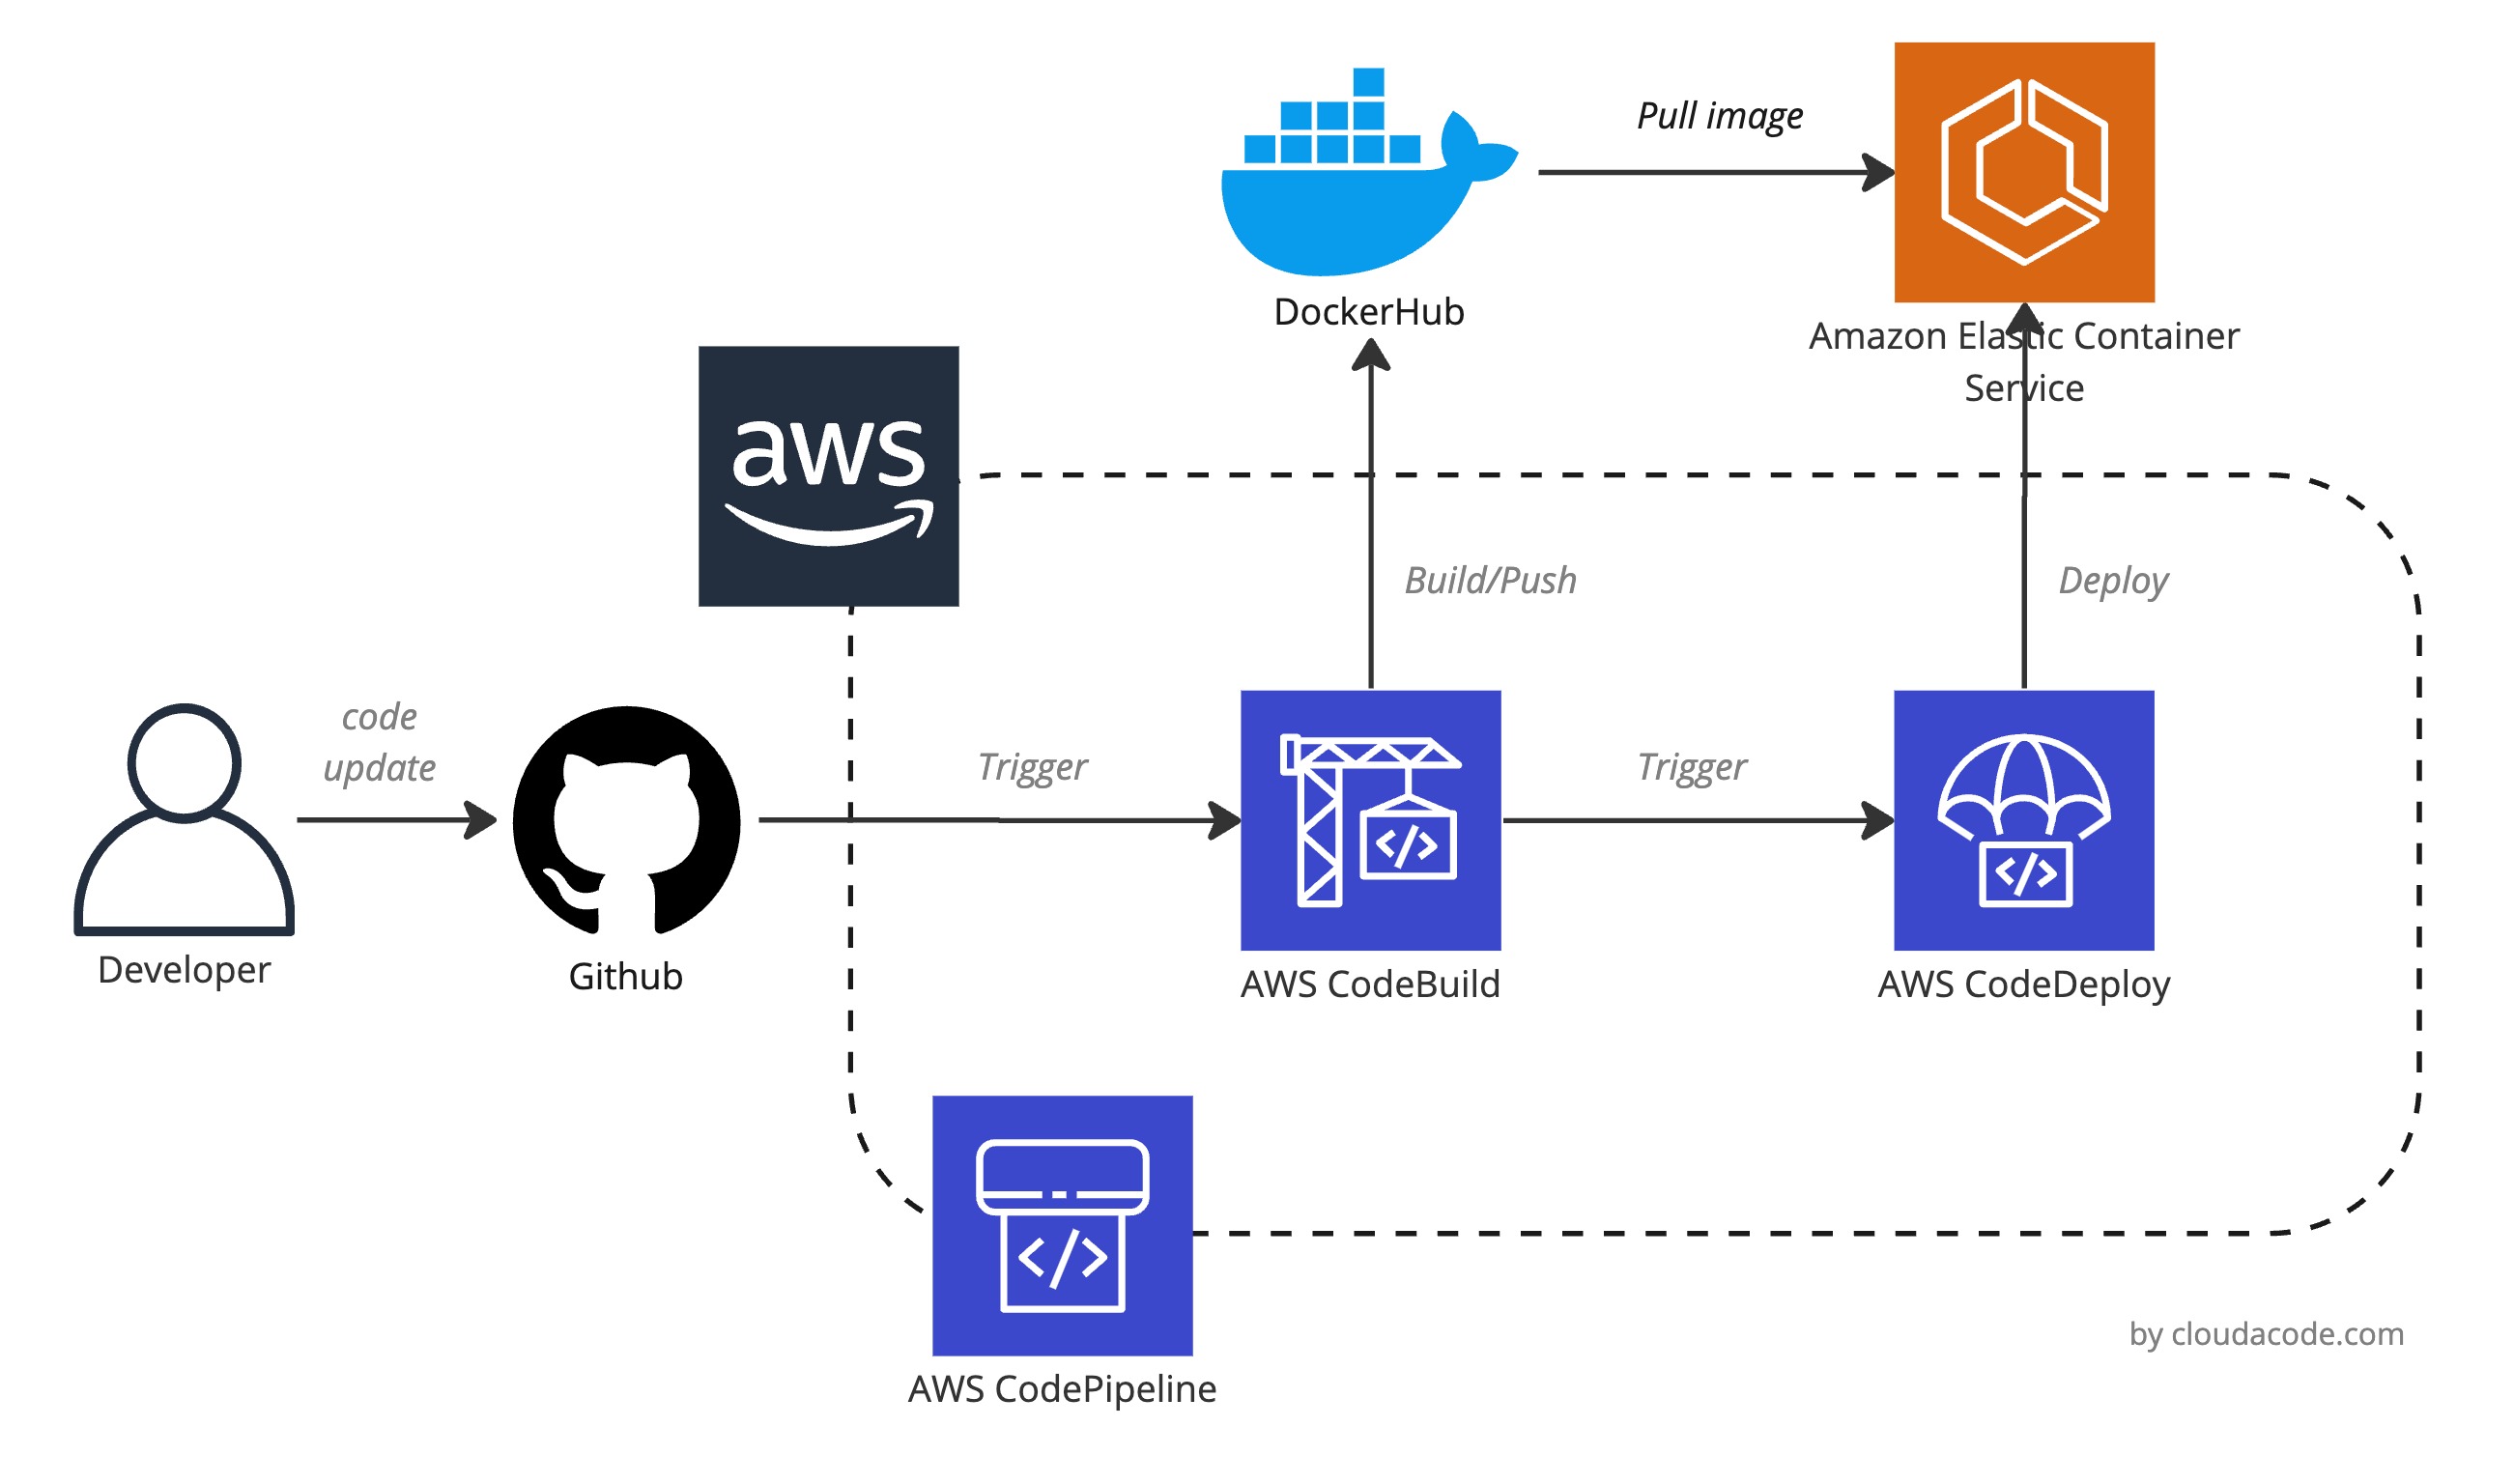 Pull image
DockerHub
Amazon Elastic Container
Service
aws
Build/Push
Deploy
code
update
Trigger
Trigger
Developer
Github
AWS CodeBuild
AWS CodeDeploy
</>
</>
</>
by cloudacode.com
AWS CodePipeline